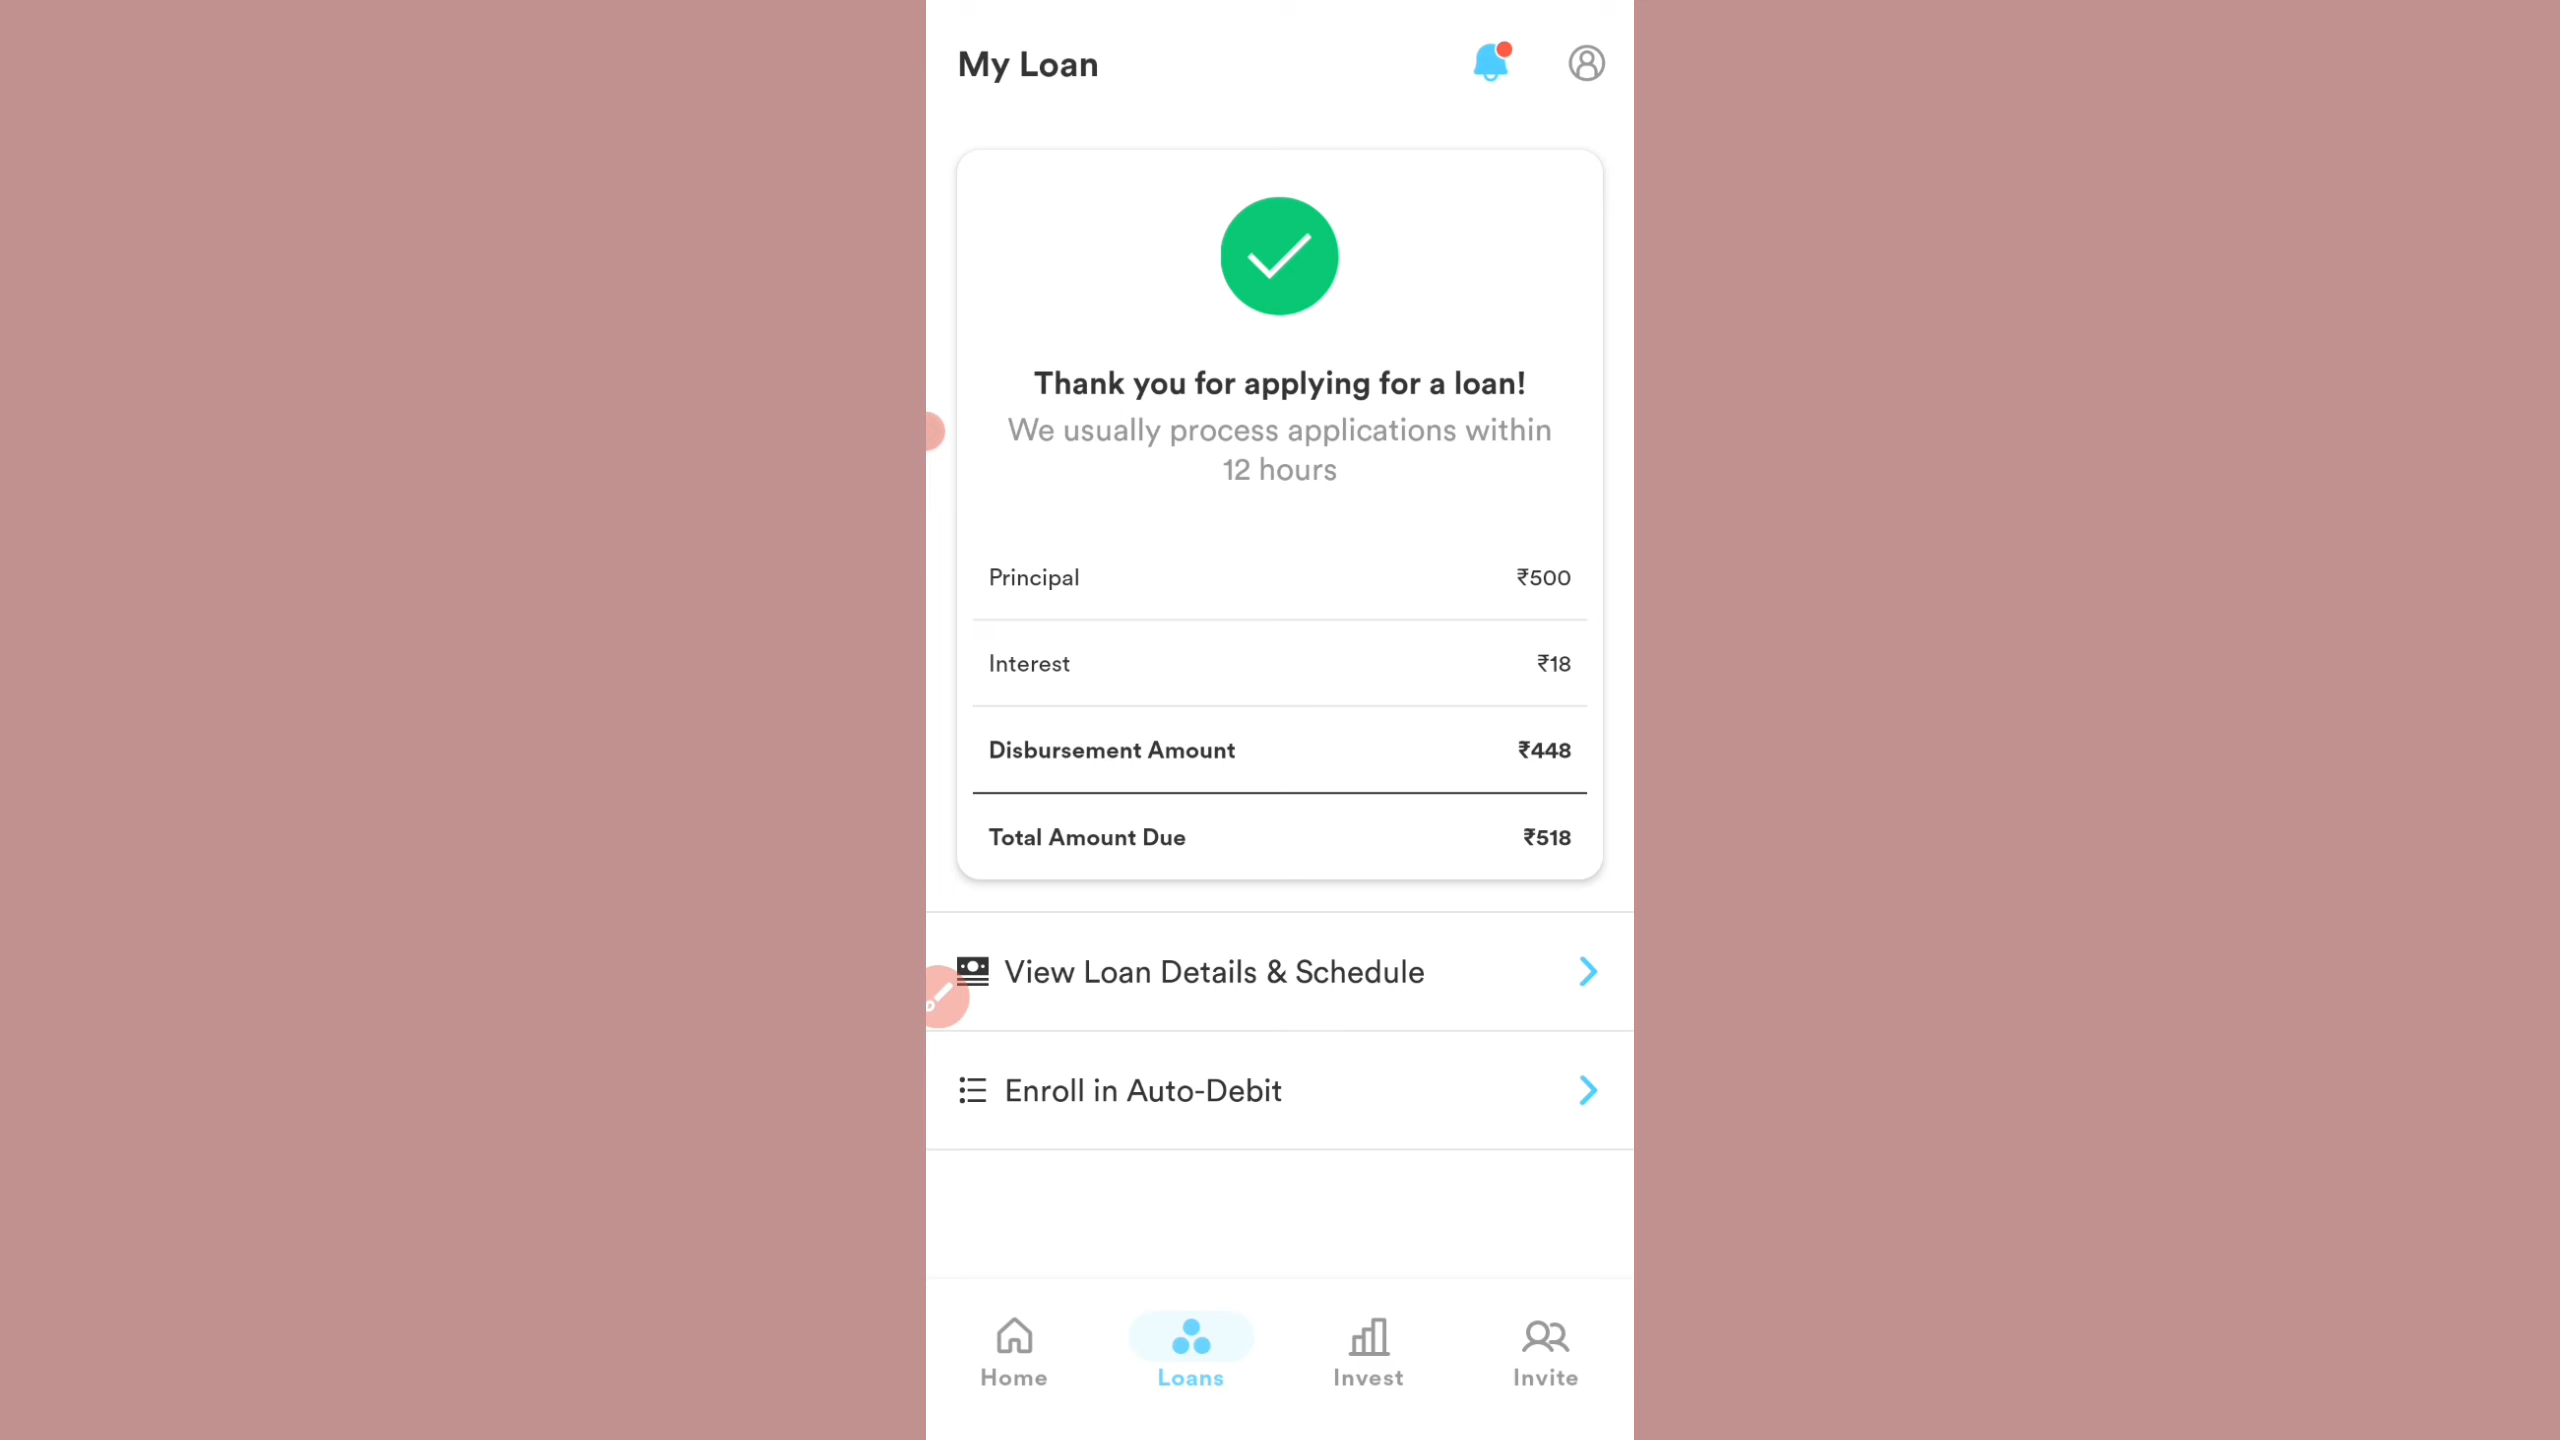 My Loan
Thank you for applying for a loan!
We usually process applications within
12 hours
Principal ₹500
Interest ₹18
Disbursement Amount ₹448
Total Amount Due ₹518
View Loan Details & Schedule
Enroll in Auto-Debit
Home Loans Invest Invite